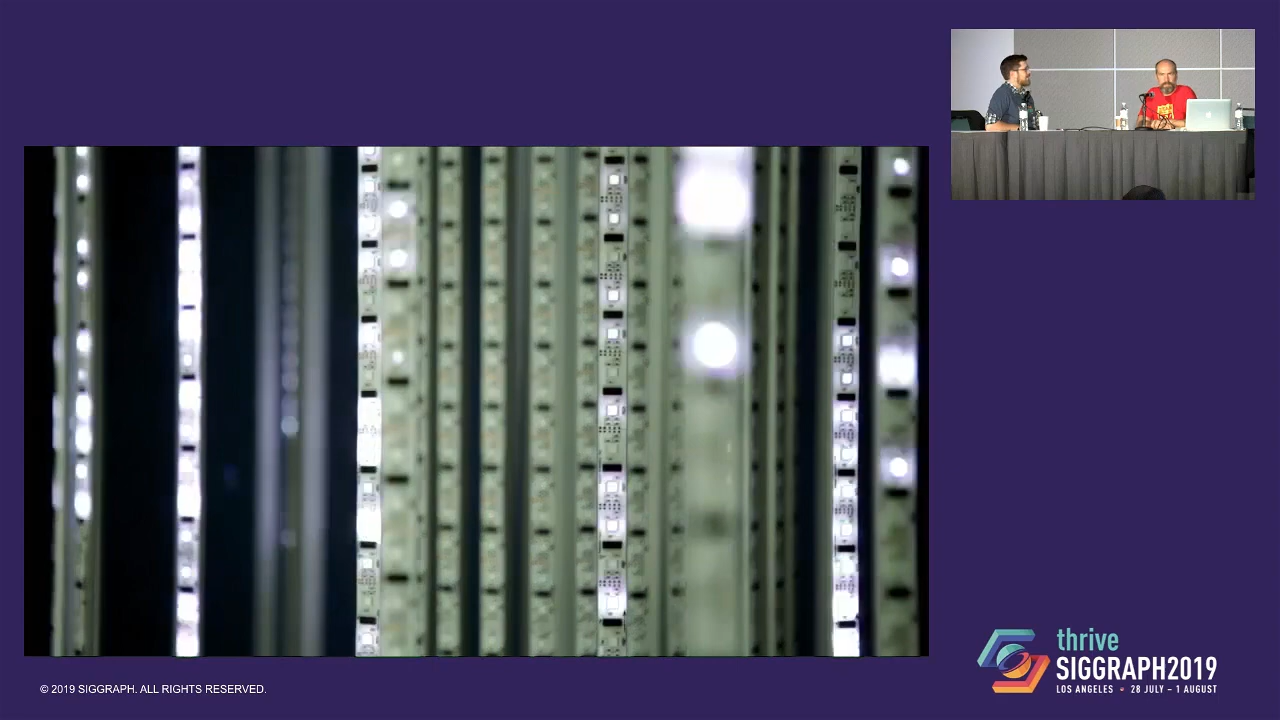 thrive
SIGGRAPH2019
LOS ANGELES • 28 JULY – 1 AUGUST
© 2019 SIGGRAPH. ALL RIGHTS RESERVED.